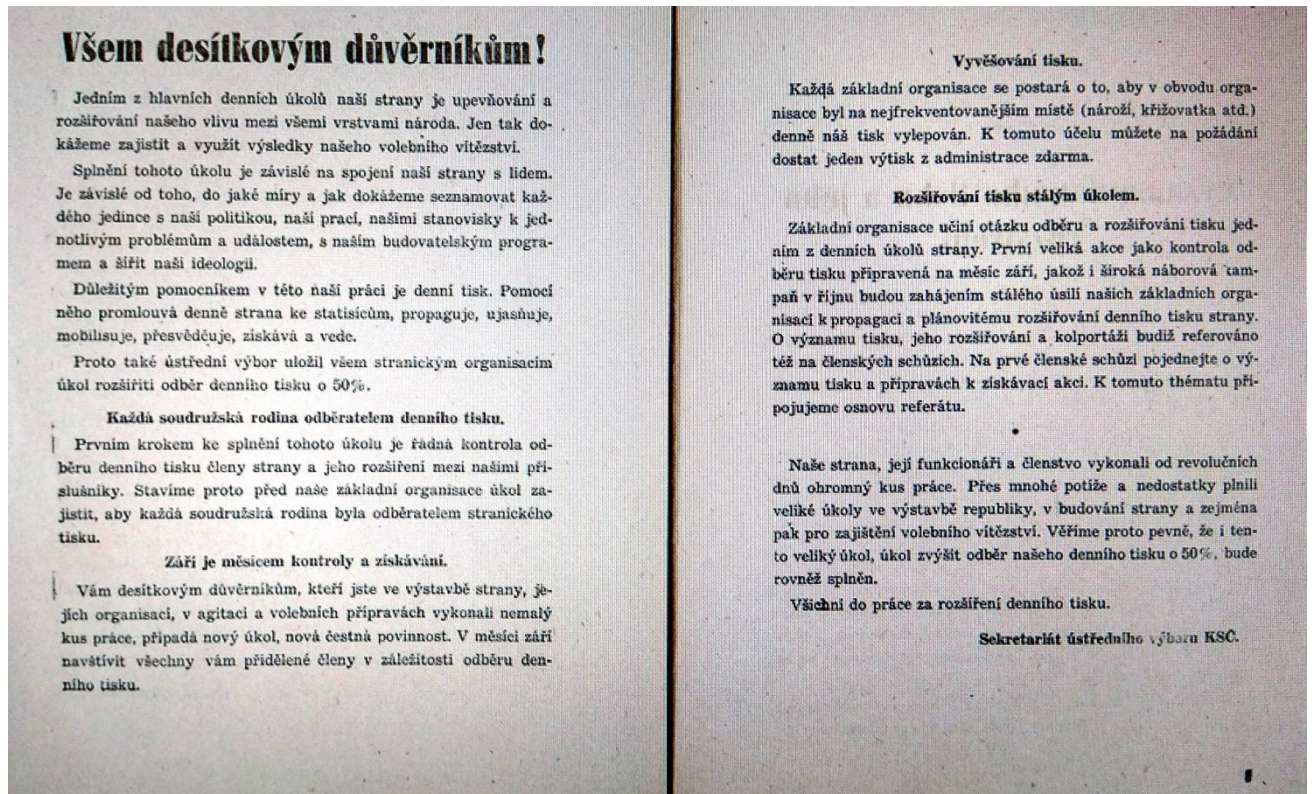 Všem desítkovým důvěrníkům!
Jedním z hlavních denních úkolů naší strany je upevňování a
rozšiřování našeho vlivu mezi všemi vrstvami národa. Jen tak do-
kážeme zajistit a využít výsledky našeho volebního vítězství.
Splnění tohoto úkolu je závislé na spojení naší strany s lidem.
Je závislé od toho, do jaké míry a jak dokážeme seznamovat kaž-
dého jedince s naší politikou, naší prací, našimi stanovisky k jed-
notlivým problémům a událostem, s naším budovatelským progra-
mem a šířit naši ideologii.
Důležitým pomocníkem v této naší práci je denní tisk. Pomocí
něho promlouvá denně strana ke statisícům, propaguje, ujasňuje,
mobilisuje, přesvědčuje, získává a vede.
Proto také ústřední výbor uložil všem stranickým organisacím
úkol rozšířiti odběr denního tisku o 50%.
Každá soudružská rodina odběratelem denního tisku.
Prvním krokem ke splnění tohoto úkolu je řádná kontrola od-
běru denního tisku členy strany a jeho rozšíření mezi našimi pří-
slušníky. Stavíme proto před naše základní organisace úkol za-
jistit, aby každá soudružská rodina byla odběratelem stranického
tisku.
Září je měsícem kontroly a získávání.
Vám desítkovým důvěrníkům, kteří jste ve výstavbě strany, je-
jích organisací, v agitaci a volebních přípravách vykonali nemalý
kus práce, připadá nový úkol, nová čestná povinnost. V měsíci září
navštívit všechny vám přidělené členy v záležitosti odběru den-
ního tisku.
Vyvěšování tisku.
Každá základní organisace se postará o to, aby v obvodu orga-
nisace byl na nejfrekventovanějším místě (nároží, křižovatka atd.)
denně náš tisk vylepován. K tomuto účelu můžete na požádání
dostat jeden výtisk z administrace zdarma.
Rozšiřování tisku stálým úkolem.
Základní organisace učiní otázku odběru a rozšiřování tisku jed-
ním z denních úkolů strany. První veliká akce jako kontrola od-
běru tisku připravená na měsíc září, jakož i široká náborová kam-
paň v říjnu budou zahájením stálého úsilí našich základních orga-
nisací k propagaci a plánovitému rozšiřování denního tisku strany.
O významu tisku, jeho rozšiřování a kolportáži budiž referováno
též na členských schůzích. Na prvé členské schůzi pojednejte o vý-
znamu tisku a přípravách k získávací akci. K tomuto thématu při-
pojujeme osnovu referátu.
•
Naše strana, její funkcionáři a členstvo vykonali od revolučních
dnů ohromný kus práce. Přes mnohé potíže a nedostatky plnili
veliké úkoly ve výstavbě republiky, v budování strany a zejména
pak pro zajištění volebního vítězství. Věříme proto pevně, že i ten-
to veliký úkol, úkol zvýšit odběr našeho denního tisku o 50%, bude
rovněž splněn.
Všichni do práce za rozšíření denního tisku.
Sekretariát ústředního výboru KSČ.